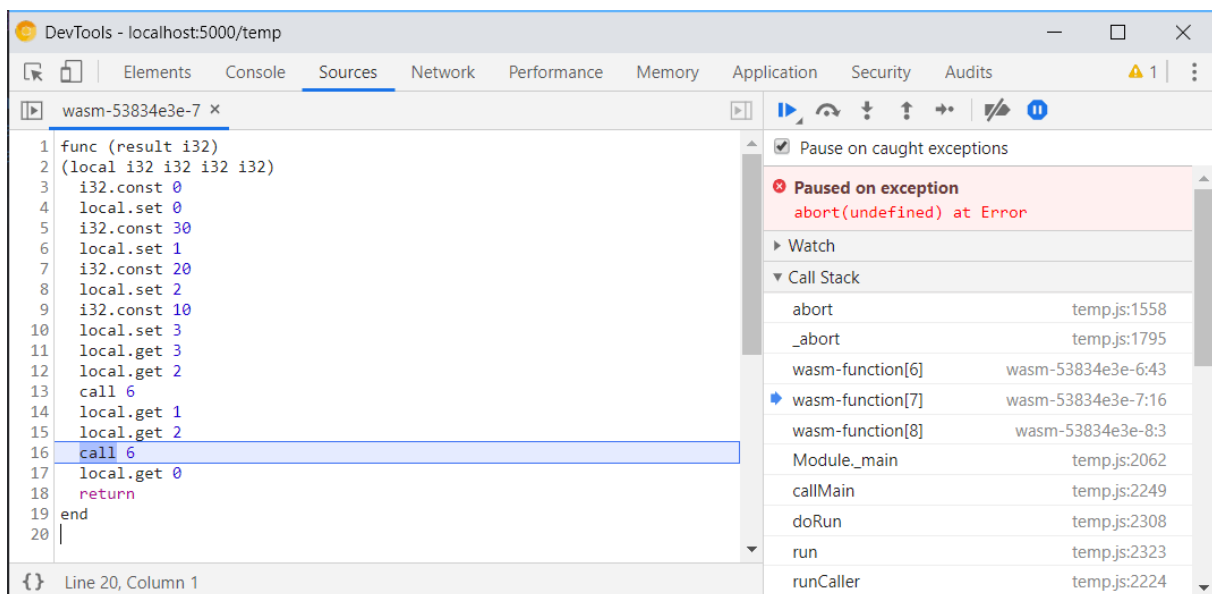 DevTools - localhost:5000/temp
Elements Console Sources Network Performance Memory Application Security Audits 1
wasm-53834e3e-7 ×
1 func (result i32)
2 (local i32 i32 i32 i32)
3 i32.const 0
4 local.set 0
5 i32.const 30
6 local.set 1
7 i32.const 20
8 local.set 2
9 i32.const 10
10 local.set 3
11 local.get 3
12 local.get 2
13 call 6
14 local.get 1
15 local.get 2
16 call 6
17 local.get 0
18 return
19 end
20
{} Line 20, Column 1
Pause on caught exceptions
Paused on exception
abort(undefined) at Error
Watch
Call Stack
abort temp.js:1558
_abort temp.js:1795
wasm-function[6] wasm-53834e3e-6:43
wasm-function[7] wasm-53834e3e-7:16
wasm-function[8] wasm-53834e3e-8:3
Module._main temp.js:2062
callMain temp.js:2249
doRun temp.js:2308
run temp.js:2323
runCaller temp.js:2224